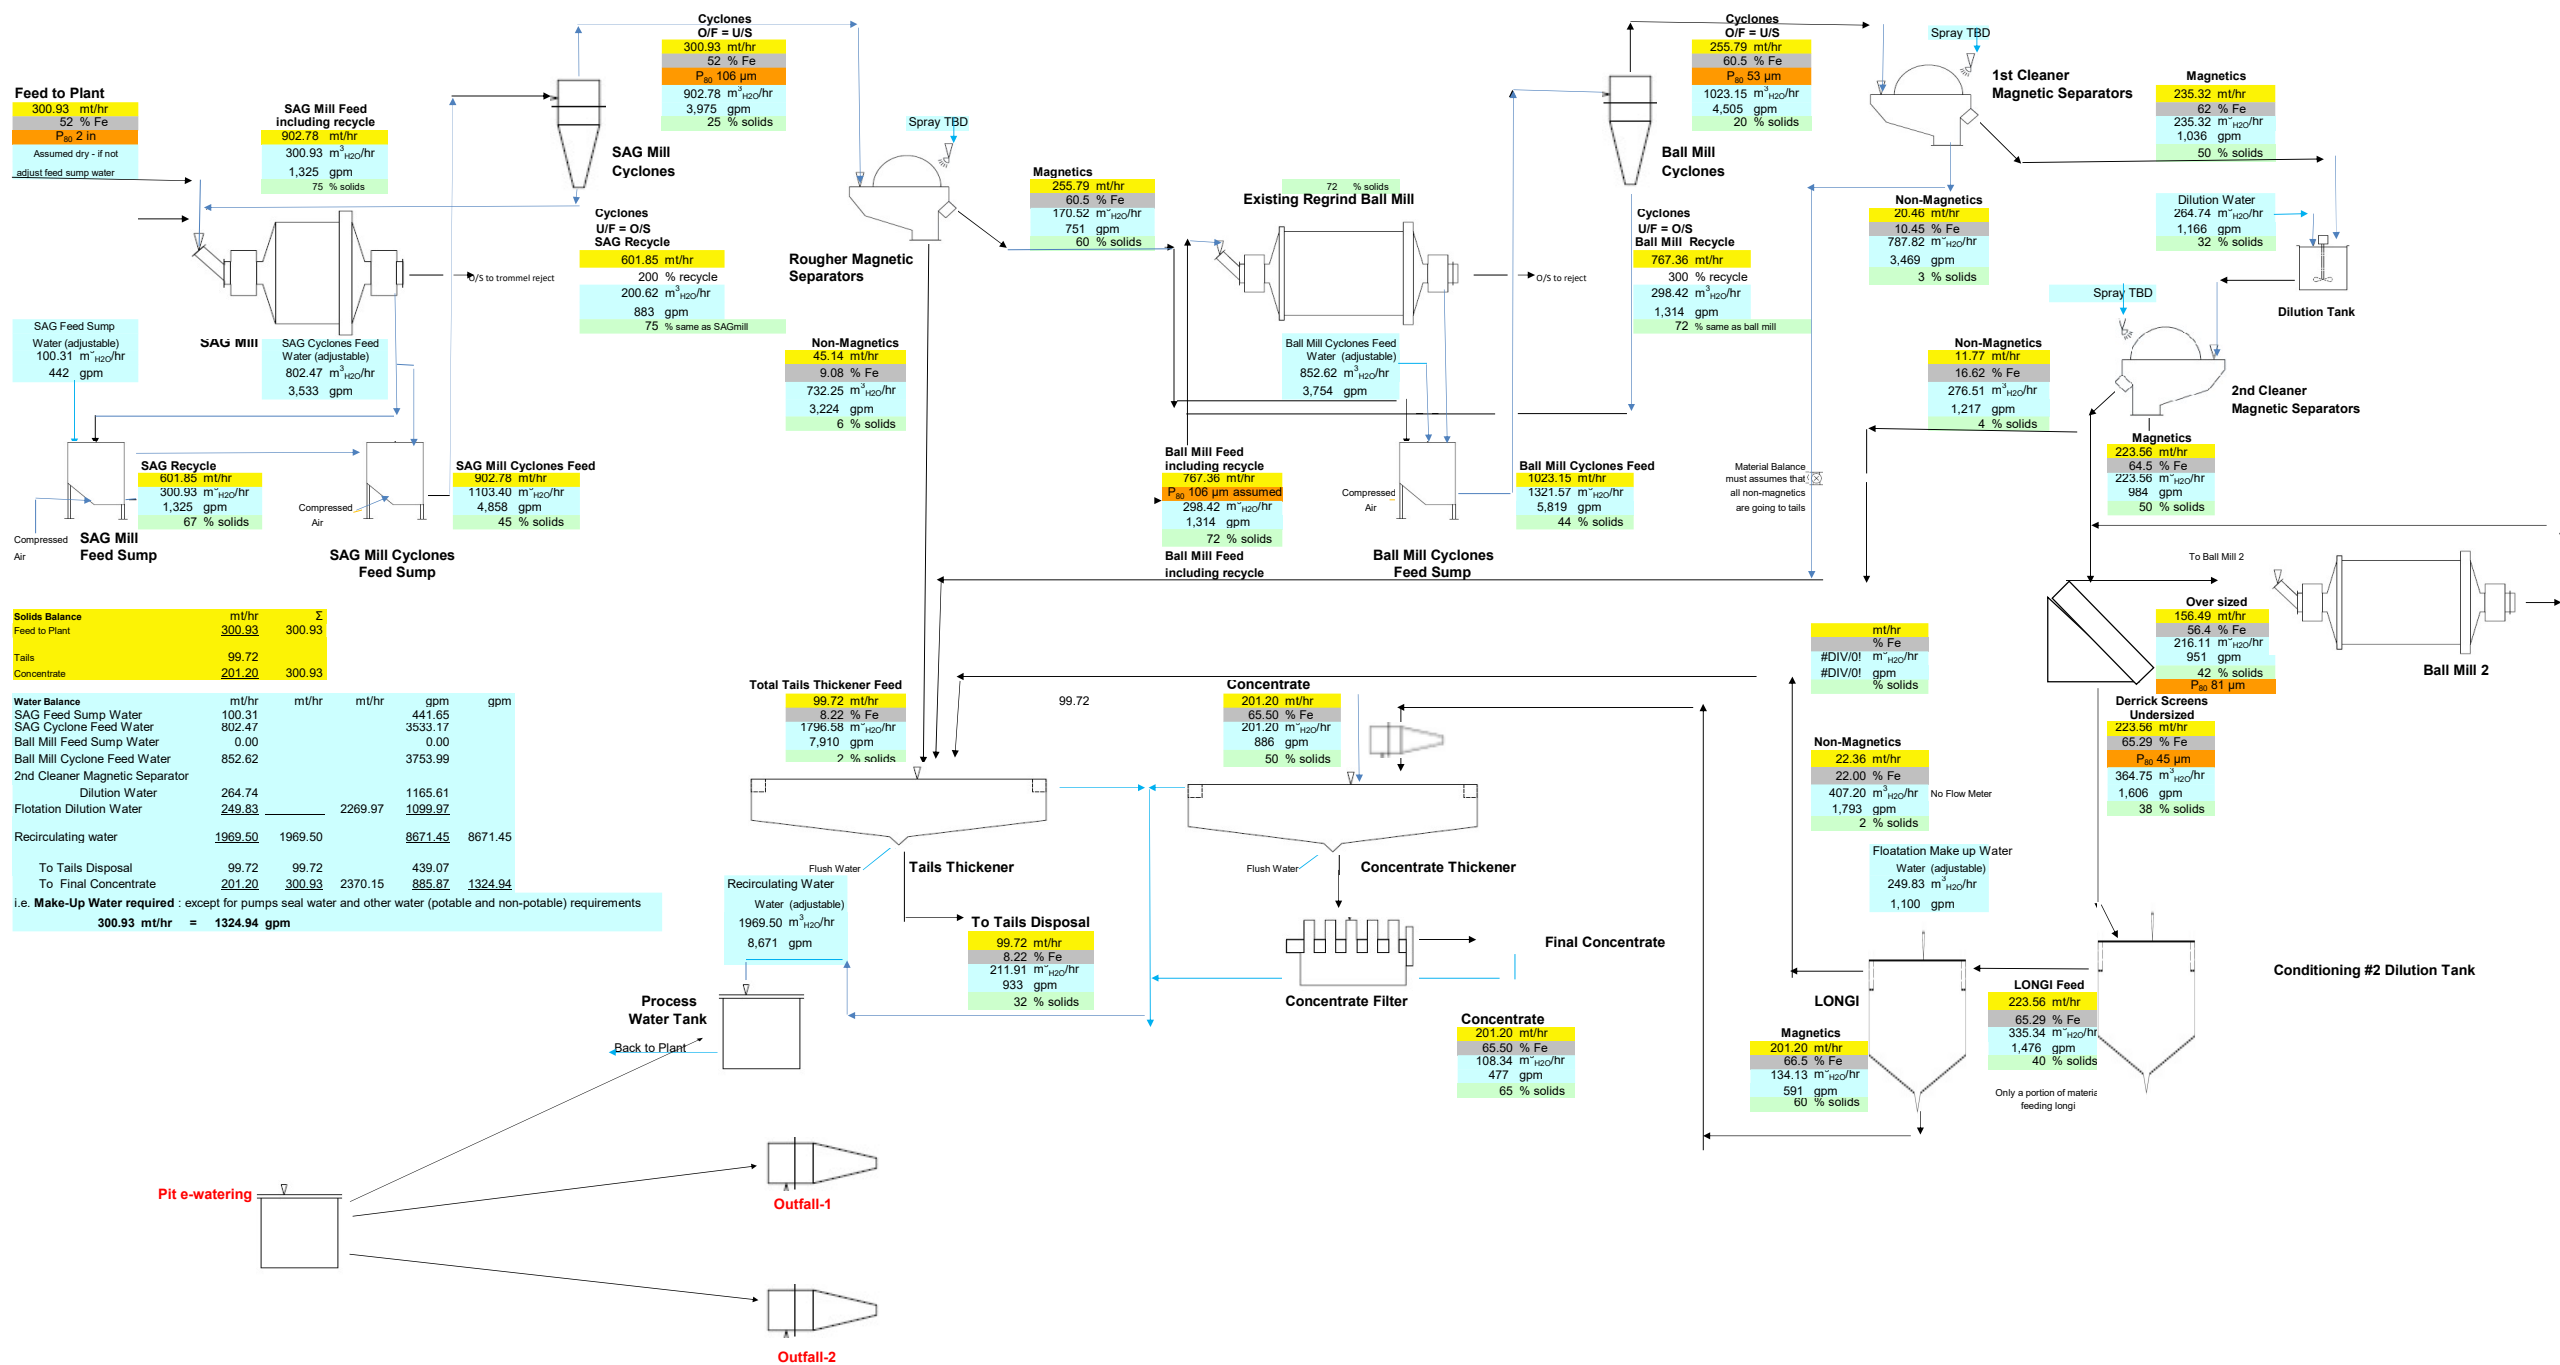 Feed to Plant
300.93 mt/hr
52 % Fe
P80 2 in
Assumed dry - if not
adjust feed sump water
SAG Mill Feed
including recycle
902.78 mt/hr
300.93 m3H2O/hr
1,325 gpm
75 % solids
Cyclones
O/F = U/S
300.93 mt/hr
52 % Fe
P80 106 µm
902.78 m3H2O/hr
3,975 gpm
25 % solids
SAG Mill
Cyclones
Cyclones
U/F = O/S
SAG Recycle
601.85 mt/hr
200 % recycle
200.62 m3H2O/hr
883 gpm
75 % same as SAGmill
O/S to trommel reject
SAG Mill
SAG Feed Sump
Water (adjustable)
100.31 m3H2O/hr
442 gpm
SAG Cyclones Feed
Water (adjustable)
802.47 m3H2O/hr
3,533 gpm
SAG Recycle
601.85 mt/hr
300.93 m3H2O/hr
1,325 gpm
67 % solids
Compressed
Air
SAG Mill
Feed Sump
Compressed
Air
SAG Mill Cyclones
Feed Sump
SAG Mill Cyclones Feed
902.78 mt/hr
1103.40 m3H2O/hr
4,858 gpm
45 % solids
Spray TBD
Rougher Magnetic
Separators
Non-Magnetics
45.14 mt/hr
9.08 % Fe
732.25 m3H2O/hr
3,224 gpm
6 % solids
Magnetics
255.79 mt/hr
60.5 % Fe
170.52 m3H2O/hr
751 gpm
60 % solids
72 % solids
Existing Regrind Ball Mill
O/S to reject
Ball Mill Cyclones Feed
Water (adjustable)
852.62 m3H2O/hr
3,754 gpm
Ball Mill Feed
including recycle
767.36 mt/hr
P80 106 µm assumed
298.42 m3H2O/hr
1,314 gpm
72 % solids
Ball Mill Feed
including recycle
Compressed
Air
Ball Mill Cyclones
Feed Sump
Ball Mill Cyclones Feed
1023.15 mt/hr
1321.57 m3H2O/hr
5,819 gpm
44 % solids
Cyclones
O/F = U/S
255.79 mt/hr
60.5 % Fe
P80 53 µm
1023.15 m3H2O/hr
4,505 gpm
20 % solids
Ball Mill
Cyclones
Cyclones
U/F = O/S
Ball Mill Recycle
767.36 mt/hr
300 % recycle
298.42 m3H2O/hr
1,314 gpm
72 % same as ball mill
Spray TBD
1st Cleaner
Magnetic Separators
Magnetics
235.32 mt/hr
62 % Fe
235.32 m3H2O/hr
1,036 gpm
50 % solids
Non-Magnetics
20.46 mt/hr
10.45 % Fe
787.82 m3H2O/hr
3,469 gpm
3 % solids
Dilution Water
264.74 m3H2O/hr
1,166 gpm
32 % solids
Dilution Tank
Spray TBD
Non-Magnetics
11.77 mt/hr
16.62 % Fe
276.51 m3H2O/hr
1,217 gpm
4 % solids
2nd Cleaner
Magnetic Separators
Magnetics
223.56 mt/hr
64.5 % Fe
223.56 m3H2O/hr
984 gpm
50 % solids
Material Balance
must assumes that
all non-magnetics
are going to tails
To Ball Mill 2
Ball Mill 2
Over sized
156.49 mt/hr
56.4 % Fe
216.11 m3H2O/hr
951 gpm
42 % solids
P80 81 µm
Derrick Screens
Undersized
223.56 mt/hr
65.29 % Fe
P80 45 µm
364.75 m3H2O/hr
1,606 gpm
38 % solids
mt/hr
% Fe
#DIV/0! m3H2O/hr
#DIV/0! gpm
% solids
Non-Magnetics
22.36 mt/hr
22.00 % Fe
407.20 m3H2O/hr No Flow Meter
1,793 gpm
2 % solids
Floatation Make up Water
Water (adjustable)
249.83 m3H2O/hr
1,100 gpm
Solids Balance mt/hr Σ
Feed to Plant 300.93 300.93
Tails 99.72
Concentrate 201.20 300.93
Water Balance mt/hr mt/hr mt/hr gpm gpm
SAG Feed Sump Water 100.31 441.65
SAG Cyclone Feed Water 802.47 3533.17
Ball Mill Feed Sump Water 0.00 0.00
Ball Mill Cyclone Feed Water 852.62 3753.99
2nd Cleaner Magnetic Separator
Dilution Water 264.74 1165.61
Flotation Dilution Water 249.83 2269.97 1099.97
Recirculating water 1969.50 1969.50 8671.45 8671.45
To Tails Disposal 99.72 99.72 439.07
To Final Concentrate 201.20 300.93 2370.15 885.87 1324.94
i.e. Make-Up Water required : except for pumps seal water and other water (potable and non-potable) requirements
300.93 mt/hr = 1324.94 gpm
Total Tails Thickener Feed
99.72 mt/hr
8.22 % Fe
1796.58 m3H2O/hr
7,910 gpm
2 % solids
99.72
Concentrate
201.20 mt/hr
65.50 % Fe
201.20 m3H2O/hr
886 gpm
50 % solids
Flush Water
Tails Thickener
Flush Water
Concentrate Thickener
Recirculating Water
Water (adjustable)
1969.50 m3H2O/hr
8,671 gpm
To Tails Disposal
99.72 mt/hr
8.22 % Fe
211.91 m3H2O/hr
933 gpm
32 % solids
Final Concentrate
Concentrate Filter
Concentrate
201.20 mt/hr
65.50 % Fe
108.34 m3H2O/hr
477 gpm
65 % solids
Process
Water Tank
Back to Plant
LONGI
Magnetics
201.20 mt/hr
66.5 % Fe
134.13 m3H2O/hr
591 gpm
60 % solids
LONGI Feed
223.56 mt/hr
65.29 % Fe
335.34 m3H2O/hr
1,476 gpm
40 % solids
Only a portion of materia
feeding longi
Conditioning #2 Dilution Tank
Pit e-watering
Outfall-1
Outfall-2